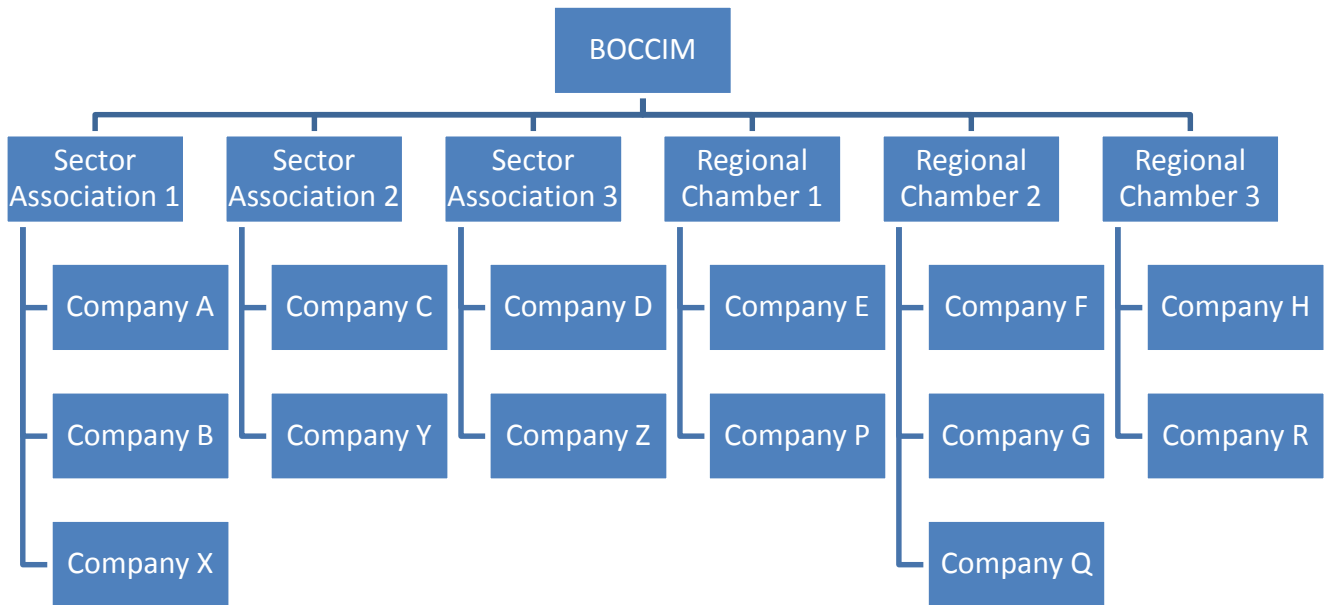 BOCCIM
Sector
Association 1
Sector
Association 2
Sector
Association 3
Regional
Chamber 1
Regional
Chamber 2
Regional
Chamber 3
Company A
Company C
Company D
Company E
Company F
Company H
Company B
Company Y
Company Z
Company P
Company G
Company R
Company X
Company Q